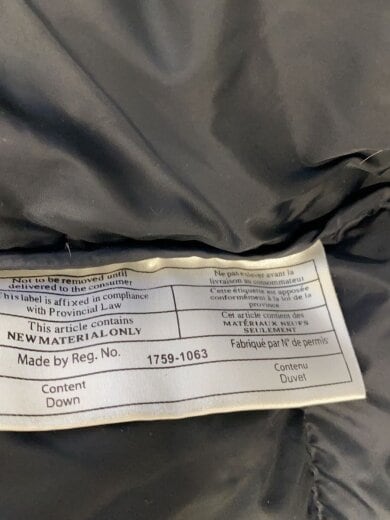 Not to be removed until
delivered to the consumer
Ne pas enlever avant la
livraison au consommateur
This label is affixed in compliance
with Provincial Law
Cette étiquette en apposée
conformément à la loi de la
province
This article contains
NEW MATERIAL ONLY
Cet article contient des
MATÉRIAUX NEUFS
SEULEMENT
Made by Reg. No. 1759-1063 Fabriqué par N° de permis
Content
Down
Contenu
Duvet